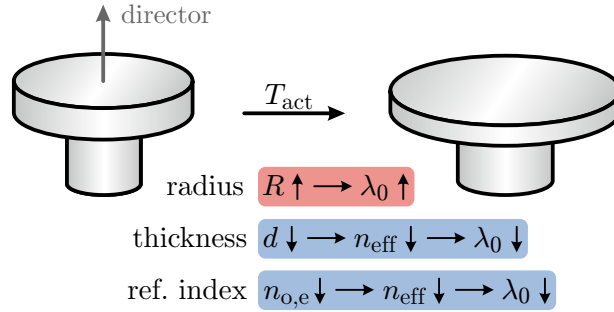 director
T_act
radius R ↑ → λ₀ ↑
thickness d ↓ → n_eff ↓ → λ₀ ↓
ref. index n_o,e ↓ → n_eff ↓ → λ₀ ↓